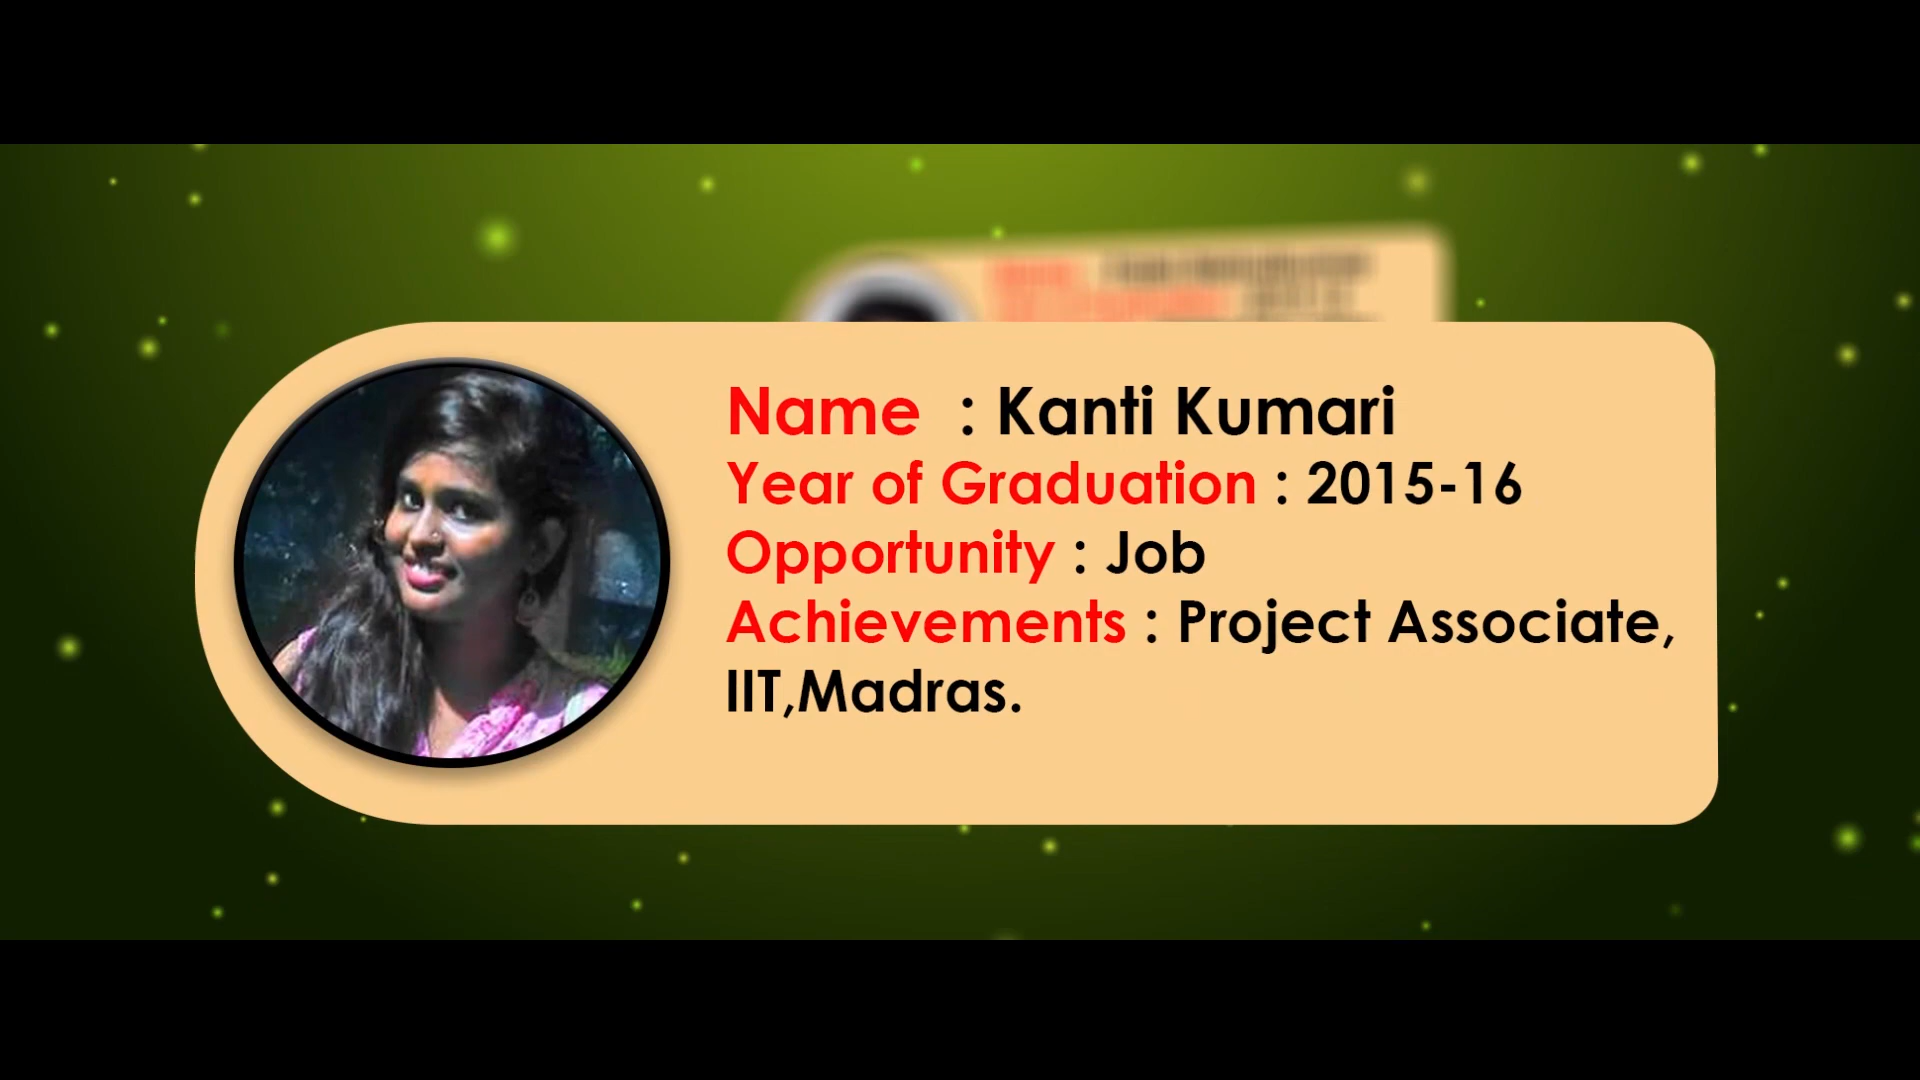 Name : Kanti Kumari
Year of Graduation : 2015-16
Opportunity : Job
Achievements : Project Associate,
IIT,Madras.